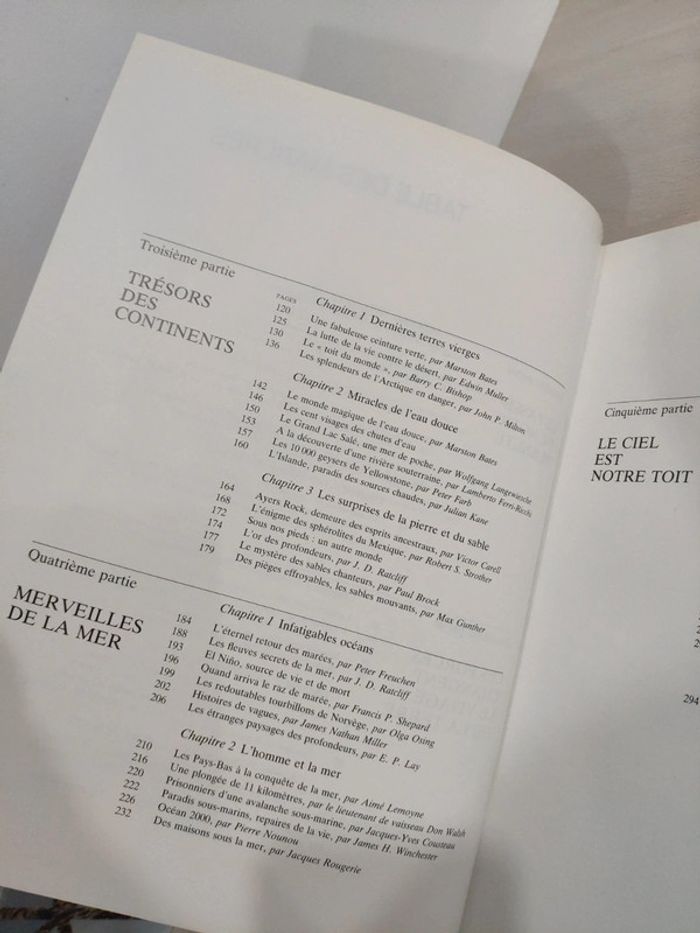 Troisième partie
TRÉSORS
DES
CONTINENTS
PAGES
Chapitre 1 Dernières terres vierges
120 Une fabuleuse ceinture verte, par Marston Bates
125 La lutte de la vie contre le désert, par Edwin Muller
130 Le « toit du monde », par Barry C. Bishop
136 Les splendeurs de l'Arctique en danger, par John P. Milton
Chapitre 2 Miracles de l'eau douce
142 Le monde magique de l'eau douce, par Marston Bates
146 Les cent visages des chutes d'eau
150 Le Grand Lac Salé, une mer de poche, par Wolfgang Langewiesche
153 A la découverte d'une rivière souterraine, par Lamberto Ferri-Ricchi
157 Les 10 000 geysers de Yellowstone, par Peter Farb
160 L'Islande, paradis des sources chaudes, par Julian Kane
Chapitre 3 Les surprises de la pierre et du sable
164 Ayers Rock, demeure des esprits ancestraux, par Victor Carell
168 L'énigme des sphérolites du Mexique, par Robert S. Strother
172 Sous nos pieds : un autre monde
174 L'or des profondeurs, par J. D. Ratcliff
177 Le mystère des sables chanteurs, par Paul Brock
179 Des pièges effroyables, les sables mouvants, par Max Gunther
Quatrième partie
MERVEILLES
DE LA MER
Chapitre 1 Infatigables océans
184 L'éternel retour des marées, par Peter Freuchen
188 Les fleuves secrets de la mer, par J. D. Ratcliff
193 El Niño, source de vie et de mort
196 Quand arriva le raz de marée, par Francis P. Shepard
199 Les redoutables tourbillons de Norvège, par Olga Osing
202 Histoires de vagues, par James Nathan Miller
206 Les étranges paysages des profondeurs, par E. P. Lay
Chapitre 2 L'homme et la mer
210 Les Pays-Bas à la conquête de la mer, par Aimé Lemoyne
216 Une plongée de 11 kilomètres, par le lieutenant de vaisseau Don Walsh
220 Prisonniers d'une avalanche sous-marine, par Jacques-Yves Cousteau
222 Paradis sous-marins, repaires de la vie, par James H. Winchester
226 Océan 2000, par Pierre Nounou
232 Des maisons sous la mer, par Jacques Rougerie
Cinquième partie
LE CIEL
EST
NOTRE TOIT
294